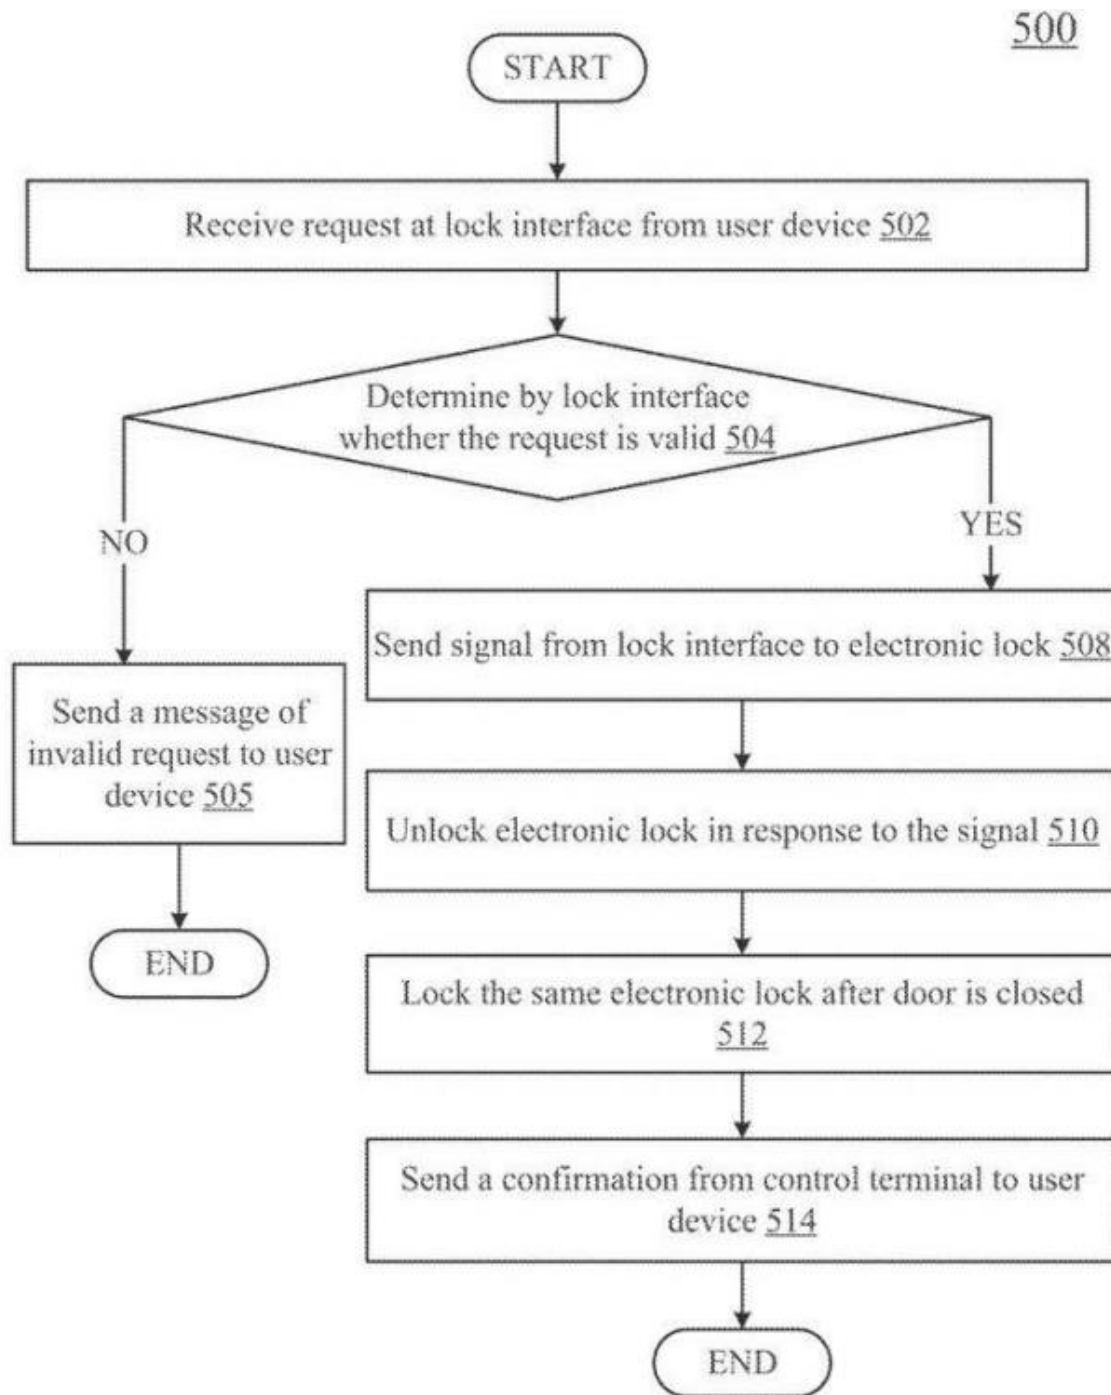 500
START
Receive request at lock interface from user device 502
Determine by lock interface
whether the request is valid 504
NO
YES
Send signal from lock interface to electronic lock 508
Send a message of
invalid request to user
device 505
Unlock electronic lock in response to the signal 510
END
Lock the same electronic lock after door is closed
512
Send a confirmation from control terminal to user
device 514
END